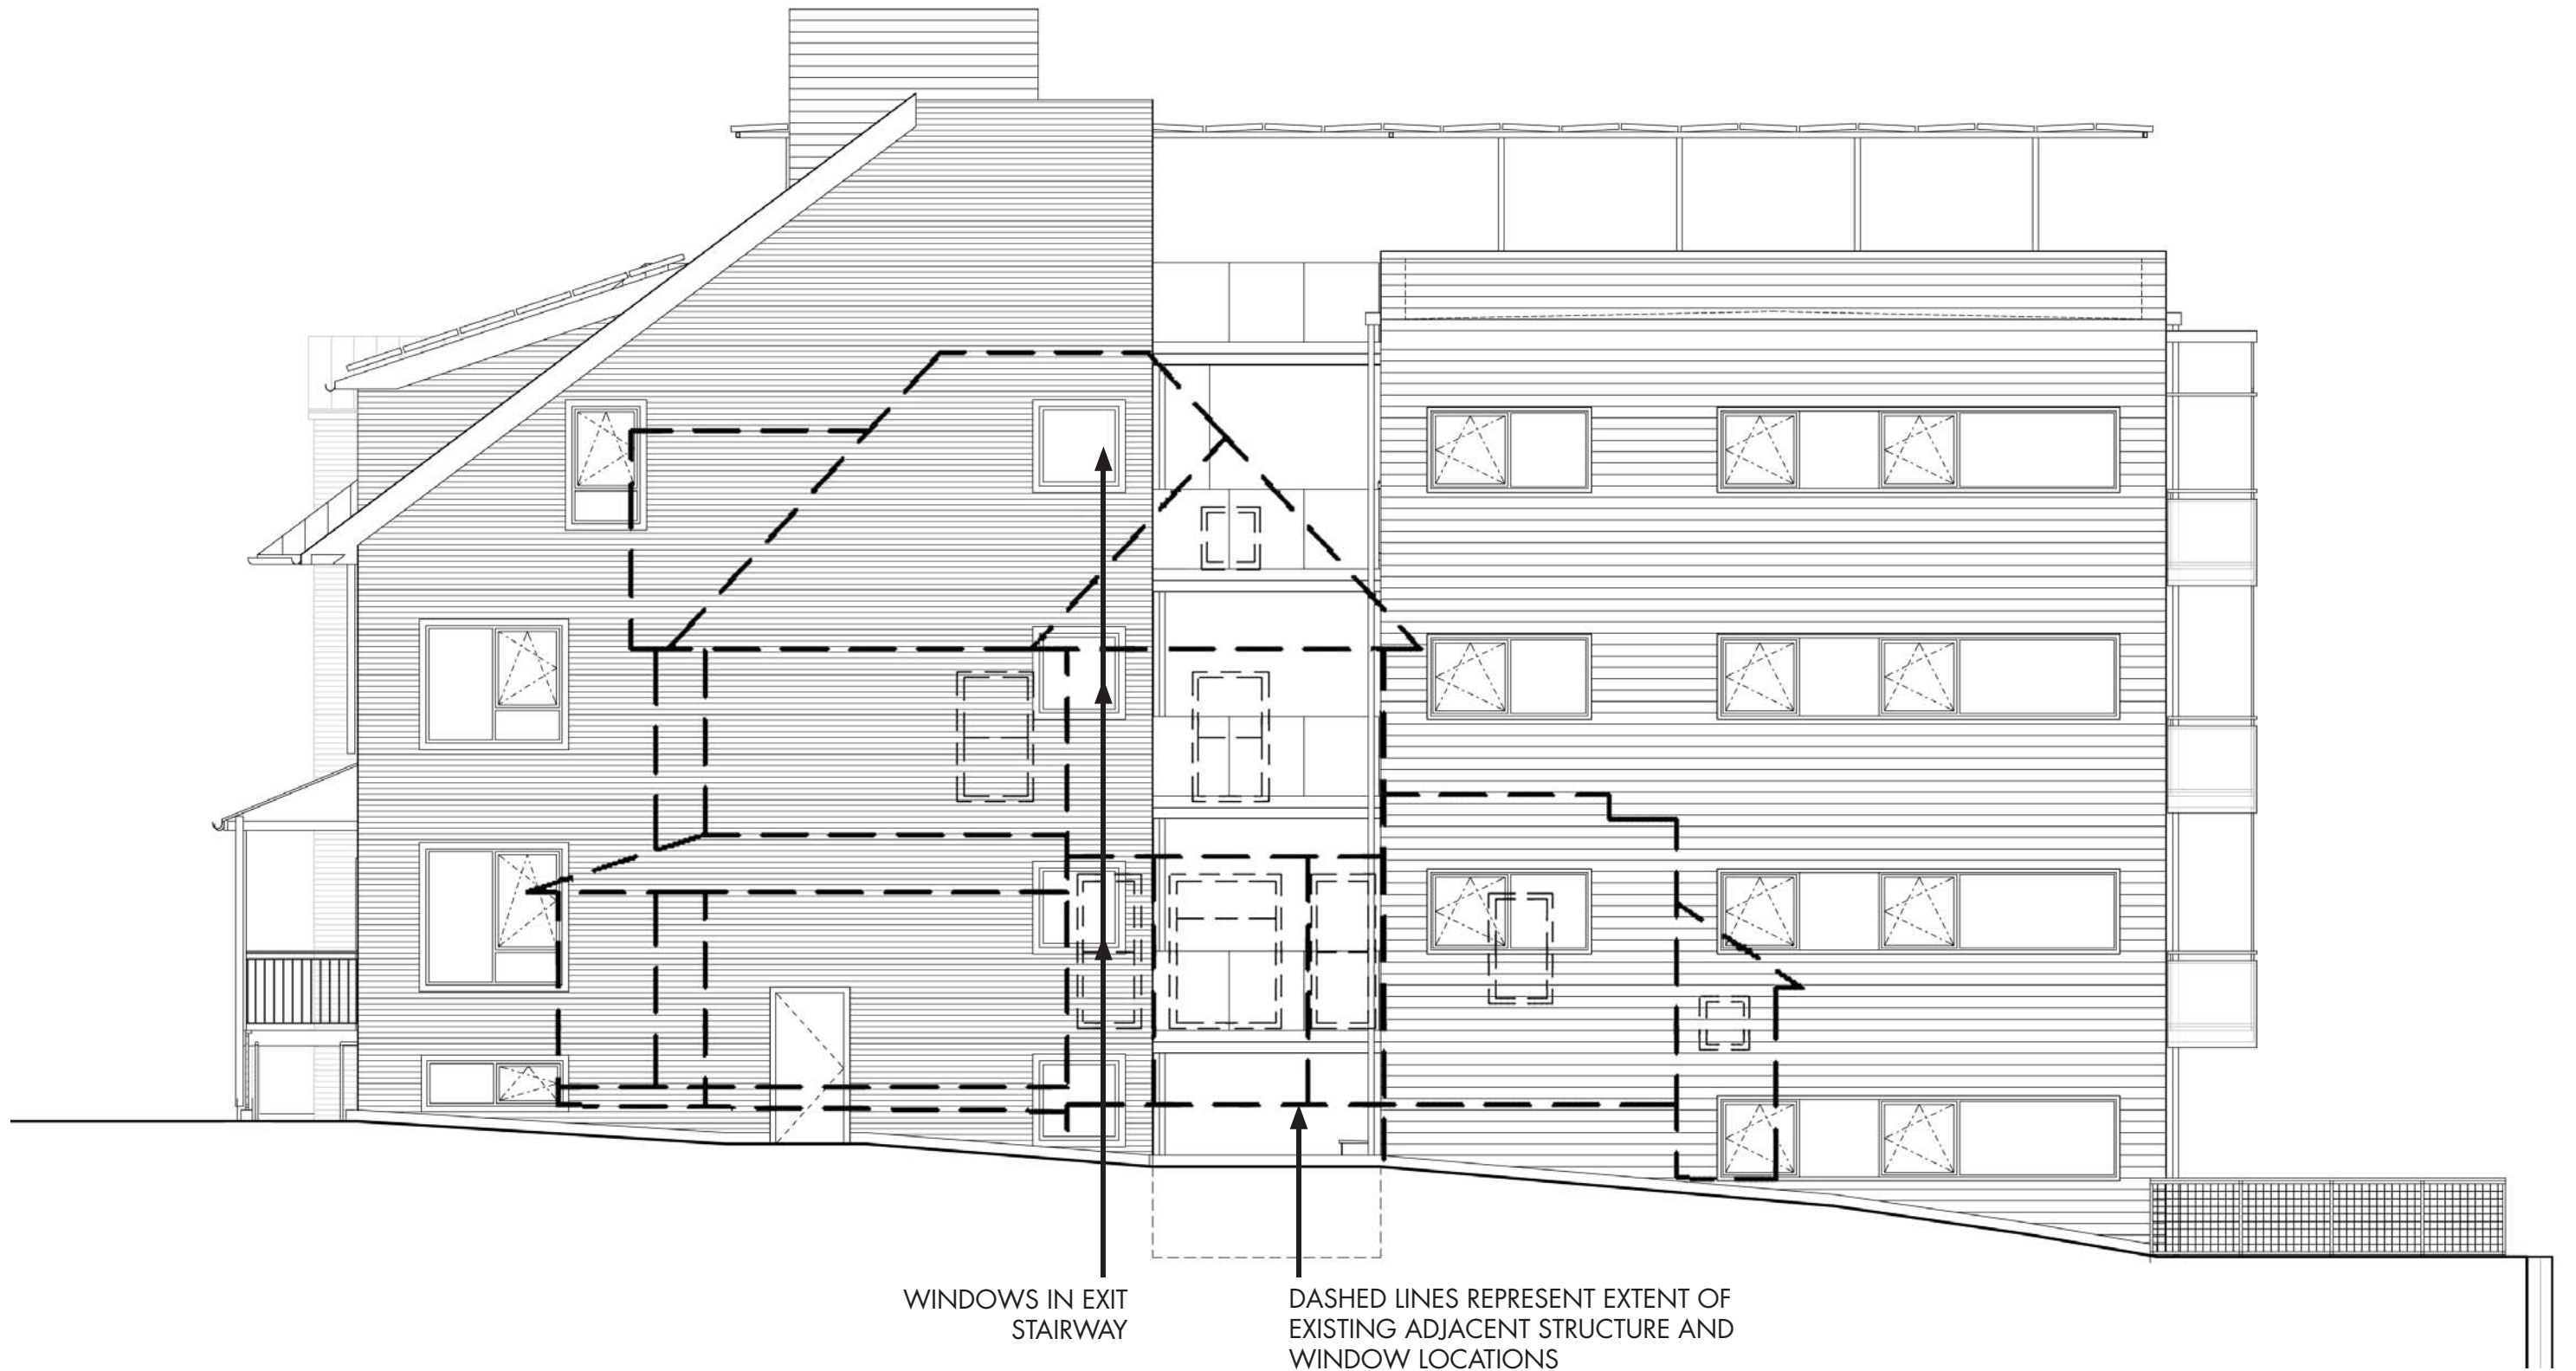 WINDOWS IN EXIT
STAIRWAY
DASHED LINES REPRESENT EXTENT OF
EXISTING ADJACENT STRUCTURE AND
WINDOW LOCATIONS